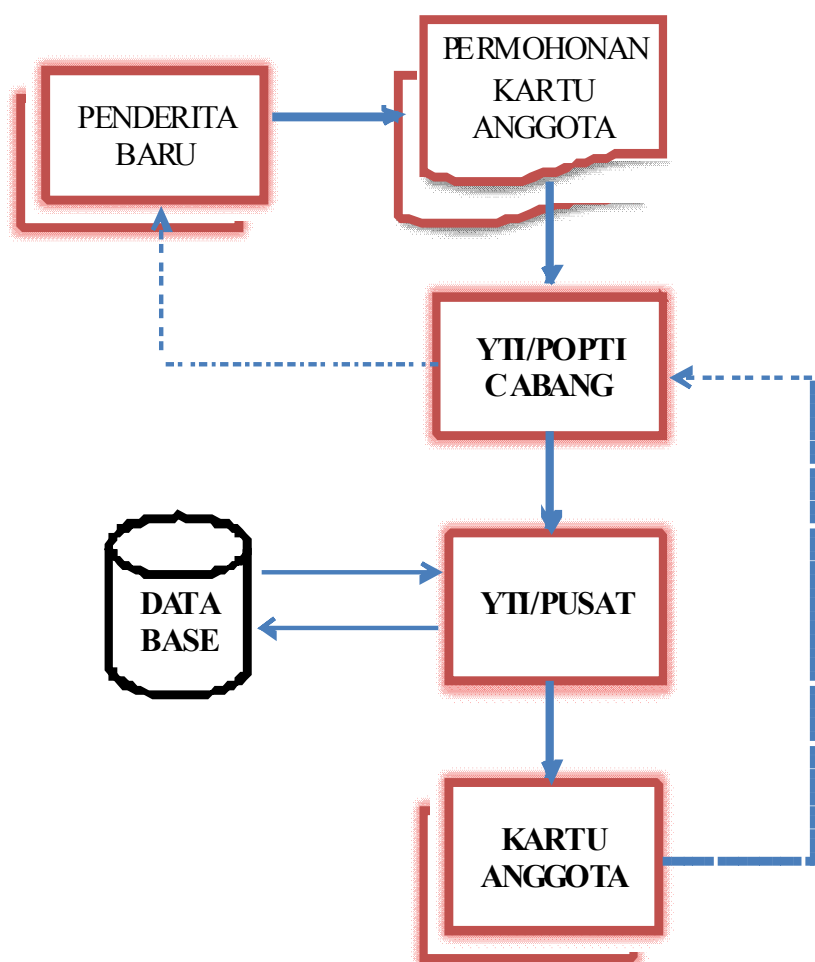 PENDERITA
BARU
PERMOHONAN
KARTU
ANGGOTA
YTI/POPTI
CABANG
DATA
BASE
YTI/PUSAT
KARTU
ANGGOTA